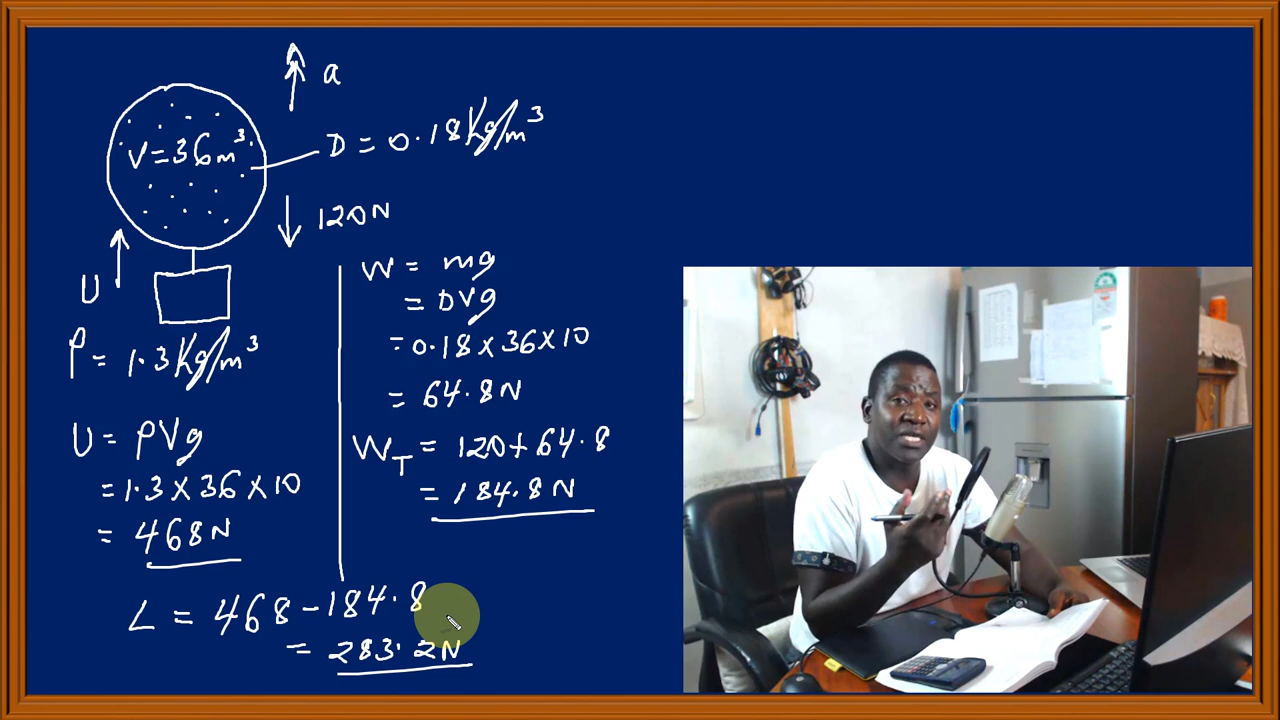 a
V = 36m³
D = 0.18 Kg/m³
120N
U
ρ = 1.3 Kg/m³
U = ρVg
= 1.3 × 36 × 10
= 468N
W = mg
= DVg
= 0.18 × 36 × 10
= 64.8N
W_T = 120 + 64.8
= 184.8N
L = 468 - 184.8
= 283.2N